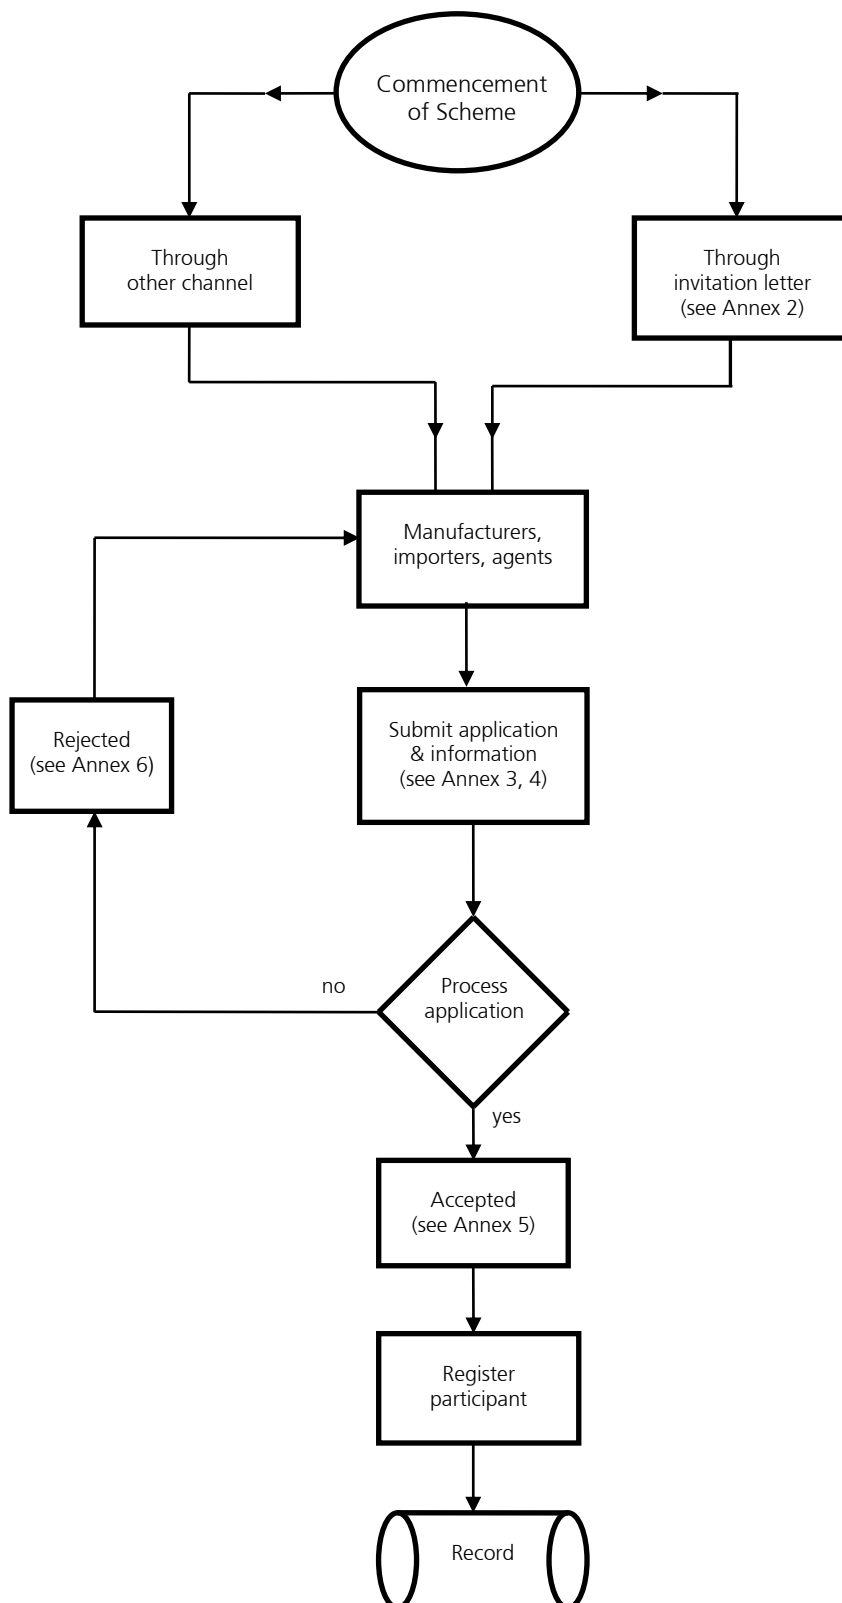 Commencement
of Scheme
Through
other channel
Through
invitation letter
(see Annex 2)
Manufacturers,
importers, agents
Rejected
(see Annex 6)
Submit application
& information
(see Annex 3, 4)
no
Process
application
yes
Accepted
(see Annex 5)
Register
participant
Record